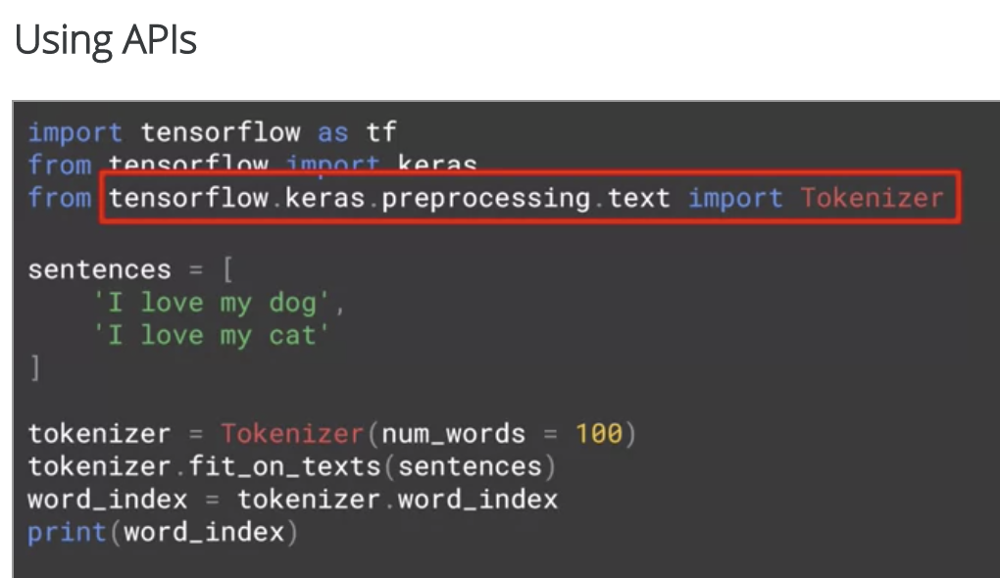 Using APIs
import tensorflow as tf
from tensorflow import keras
from tensorflow.keras.preprocessing.text import Tokenizer
sentences = [
    'I love my dog',
    'I love my cat'
]
tokenizer = Tokenizer(num_words = 100)
tokenizer.fit_on_texts(sentences)
word_index = tokenizer.word_index
print(word_index)